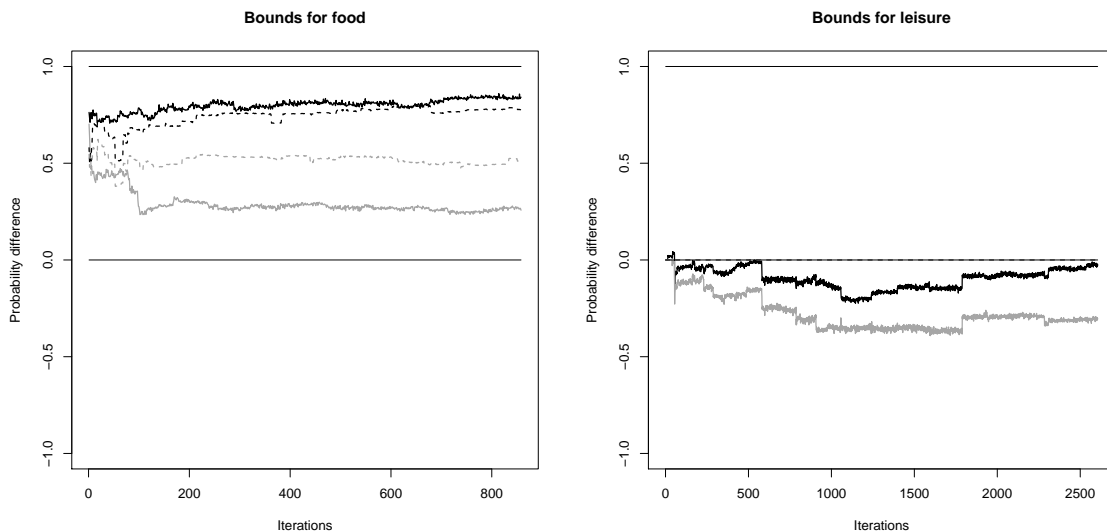 Bounds for food
Probability difference
1.0
0.5
0.0
−0.5
−1.0
0 200 400 600 800
Iterations
Bounds for leisure
Probability difference
1.0
0.5
0.0
−0.5
−1.0
0 500 1000 1500 2000 2500
Iterations